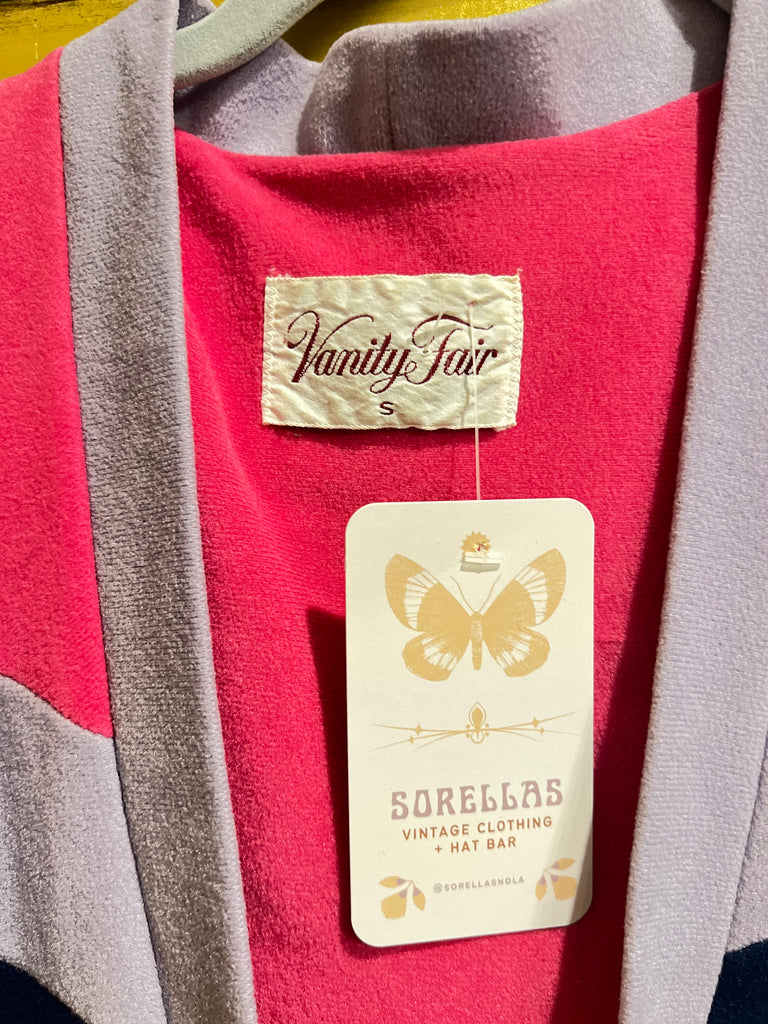 Vanity Fair
S
SORELLAS
VINTAGE CLOTHING
+ HAT BAR
@SORELLASNOLA